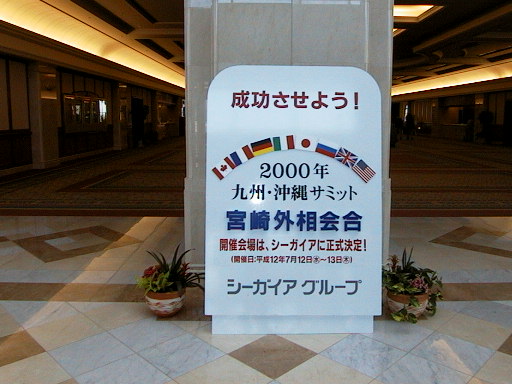 成功させよう!
2000年
九州・沖縄サミット
宮崎外相会合
開催会場は、シーガイアに正式決定!
(開催日:平成12年7月12日㊌〜13日㊍)
シーガイア グループ